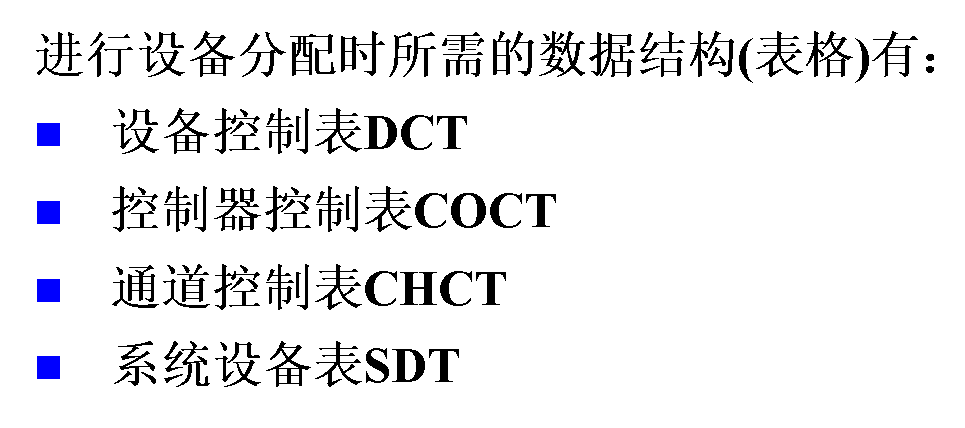 进行设备分配时所需的数据结构(表格)有：
设备控制表DCT
控制器控制表COCT
通道控制表CHCT
系统设备表SDT